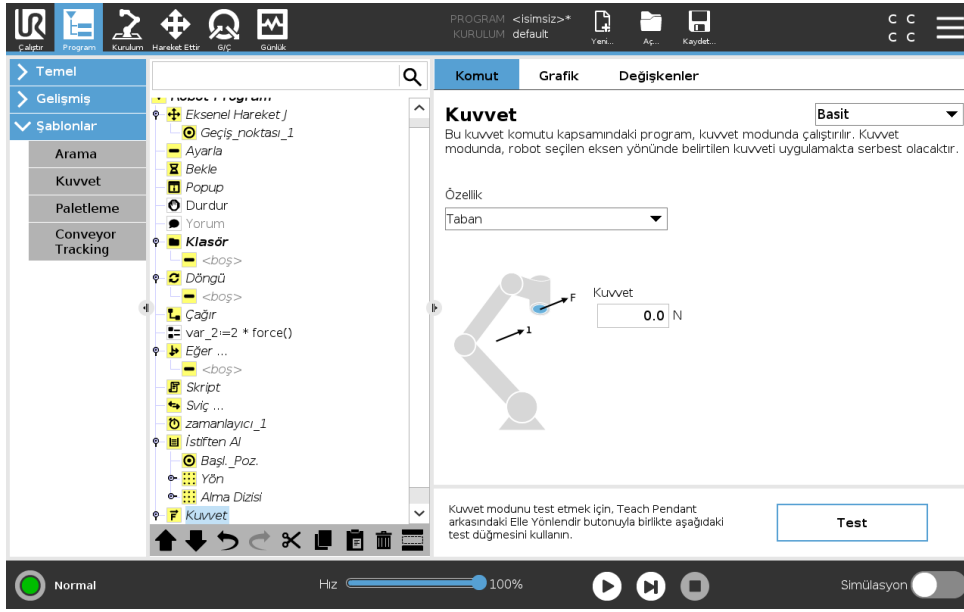 PROGRAM <isimsiz>*
KURULUM default
C C
C C
Çalıştır
Program
Kurulum
Hareket Ettir
G/Ç
Günlük
Yeni...
Aç...
Kaydet...
Temel
Gelişmiş
Şablonlar
Arama
Kuvvet
Paletleme
Conveyor
Tracking
Robot Program
Eksenel Hareket J
Geçiş_noktası_1
Ayarla
Bekle
Popup
Durdur
Yorum
Klasör
<boş>
Döngü
<boş>
Çağır
var_2:=2 * force()
Eğer ...
<boş>
Skript
Sviç ...
zamanlayıcı_1
İstiften Al
Başl._Poz.
Yön
Alma Dizisi
Kuvvet
Komut
Grafik
Değişkenler
Kuvvet
Basit
Bu kuvvet komutu kapsamındaki program, kuvvet modunda çalıştırılır. Kuvvet
modunda, robot seçilen eksen yönünde belirtilen kuvveti uygulamakta serbest olacaktır.
Özellik
Taban
F
1
Kuvvet
0.0 N
Kuvvet modunu test etmek için, Teach Pendant
arkasındaki Elle Yönlendir butonuyla birlikte aşağıdaki
test düğmesini kullanın.
Test
Normal
Hız
100%
Simülasyon